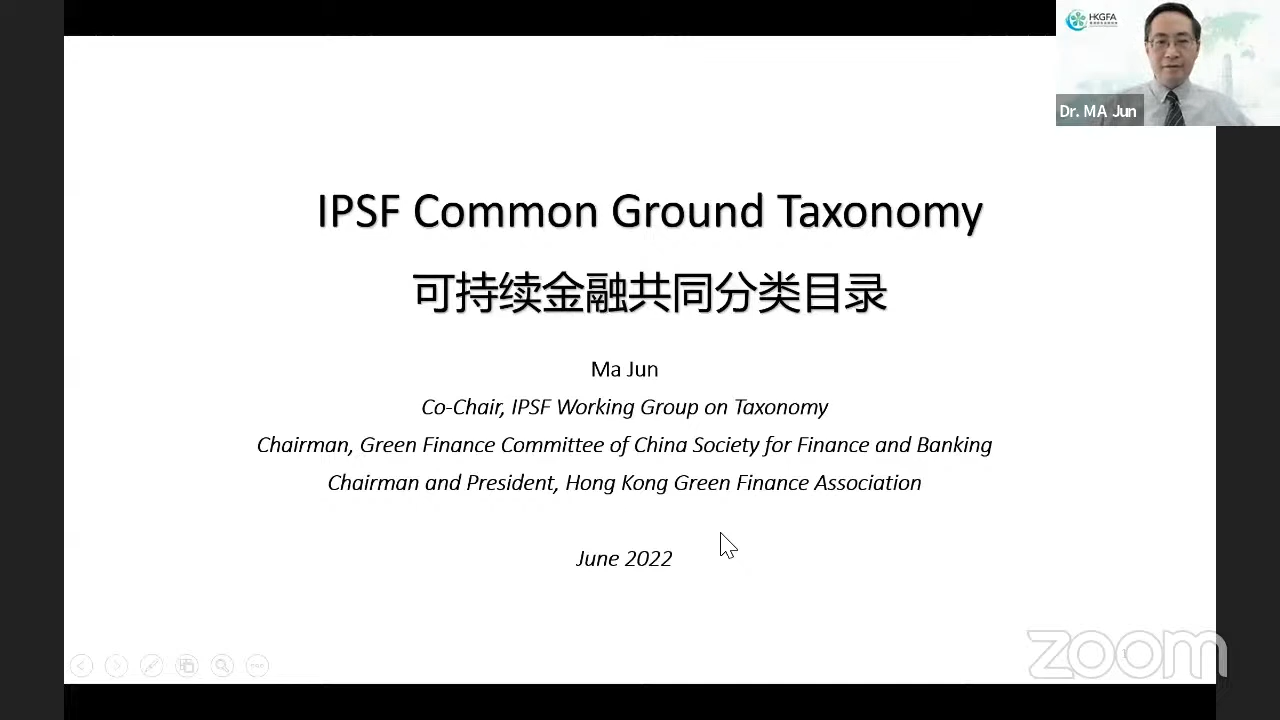 HKGFA
Dr. MA Jun
IPSF Common Ground Taxonomy
可持续金融共同分类目录
Ma Jun
Co-Chair, IPSF Working Group on Taxonomy
Chairman, Green Finance Committee of China Society for Finance and Banking
Chairman and President, Hong Kong Green Finance Association
June 2022
zoom